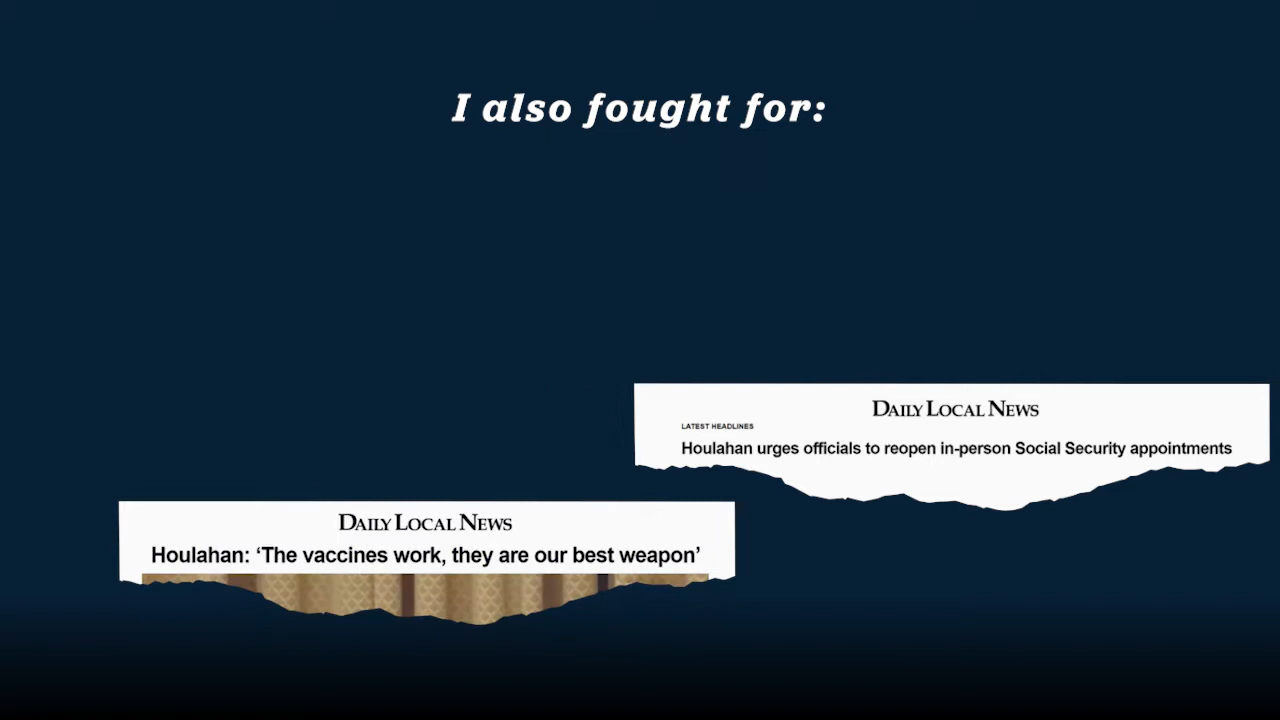 I also fought for:
DAILY LOCAL NEWS
LATEST HEADLINES
Houlahan urges officials to reopen in-person Social Security appointments
DAILY LOCAL NEWS
Houlahan: ‘The vaccines work, they are our best weapon’